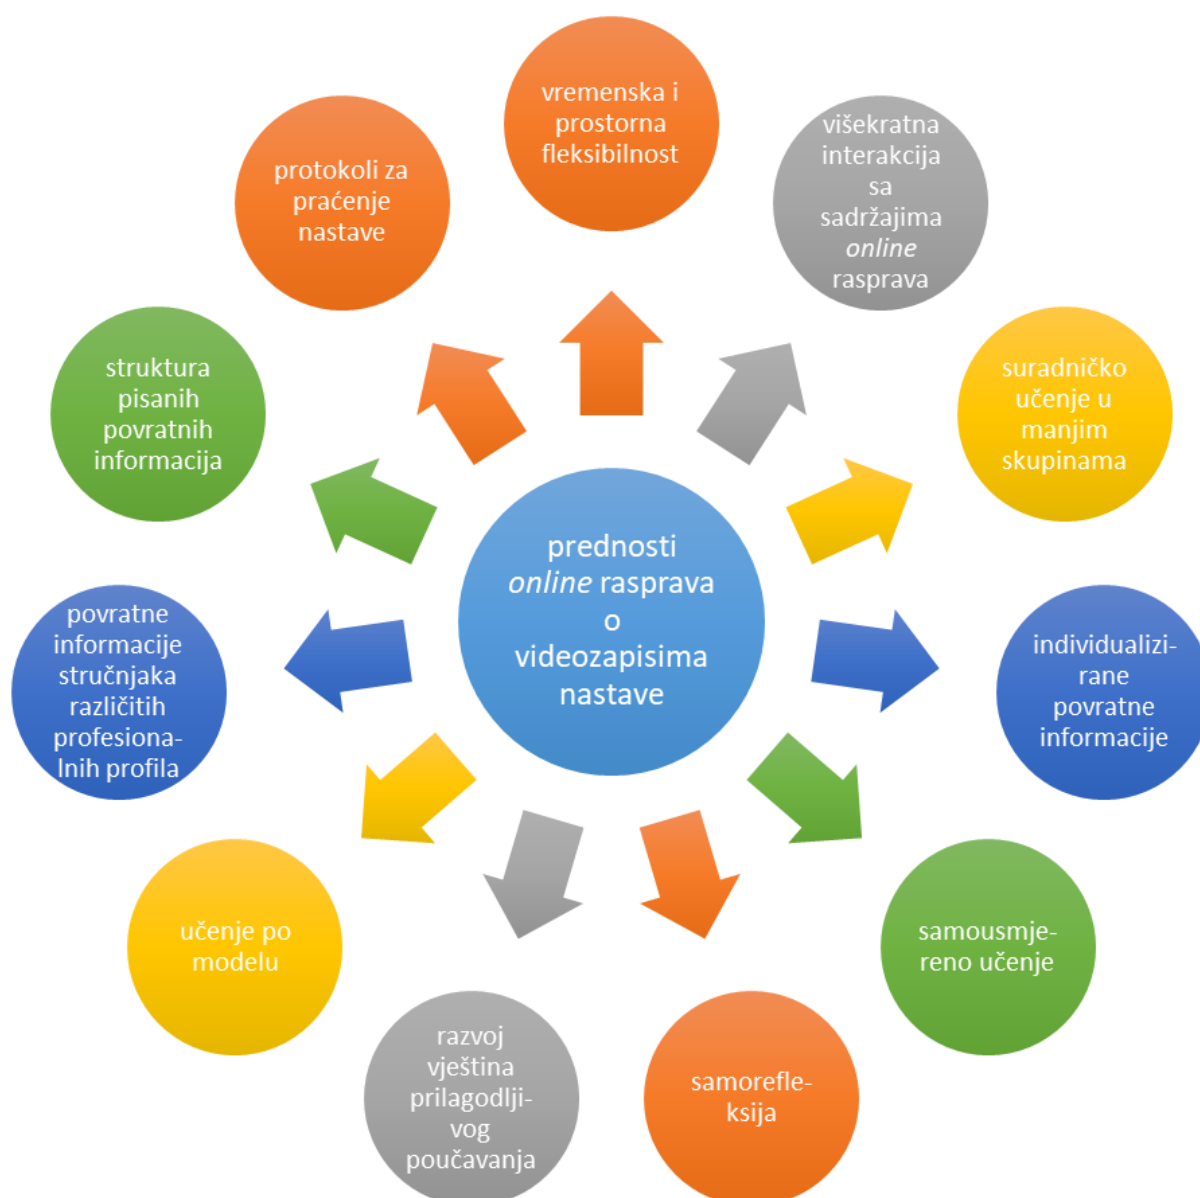 vremenska i
prostorna
fleksibilnost
višekratna
interakcija
sa
sadržajima
online
rasprava
suradničko
učenje u
manjim
skupinama
individualizi-
rane
povratne
informacije
samousmje-
reno učenje
samorefle-
ksija
razvoj
vještina
prilagodlji-
vog
poučavanja
učenje po
modelu
povratne
informacije
stručnjaka
različitih
profesiona-
lnih profila
struktura
pisanih
povratnih
informacija
protokoli za
praćenje
nastave
prednosti
online rasprava
o
videozapisima
nastave